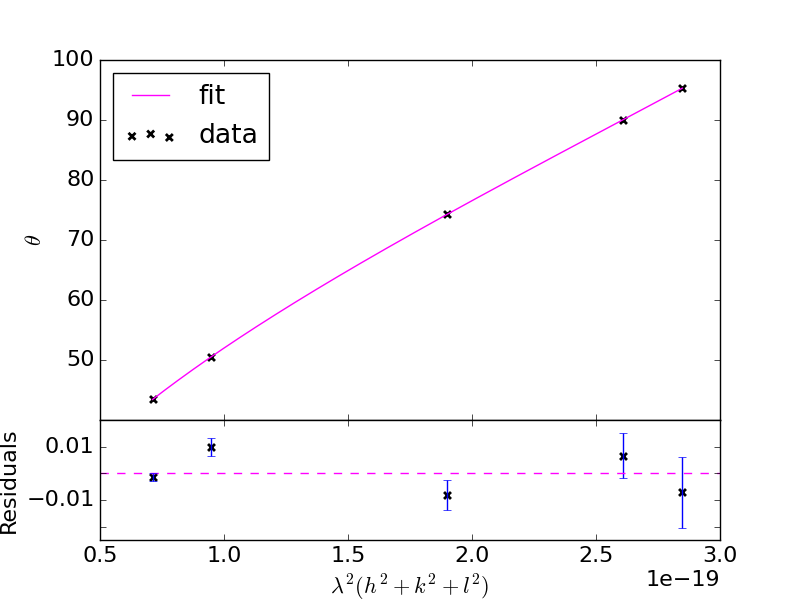 100
90
80
70
60
50
θ
fit
data
0.01
−0.01
Residuals
0.5 1.0 1.5 2.0 2.5 3.0
1e−19
λ²(h² + k² + l²)